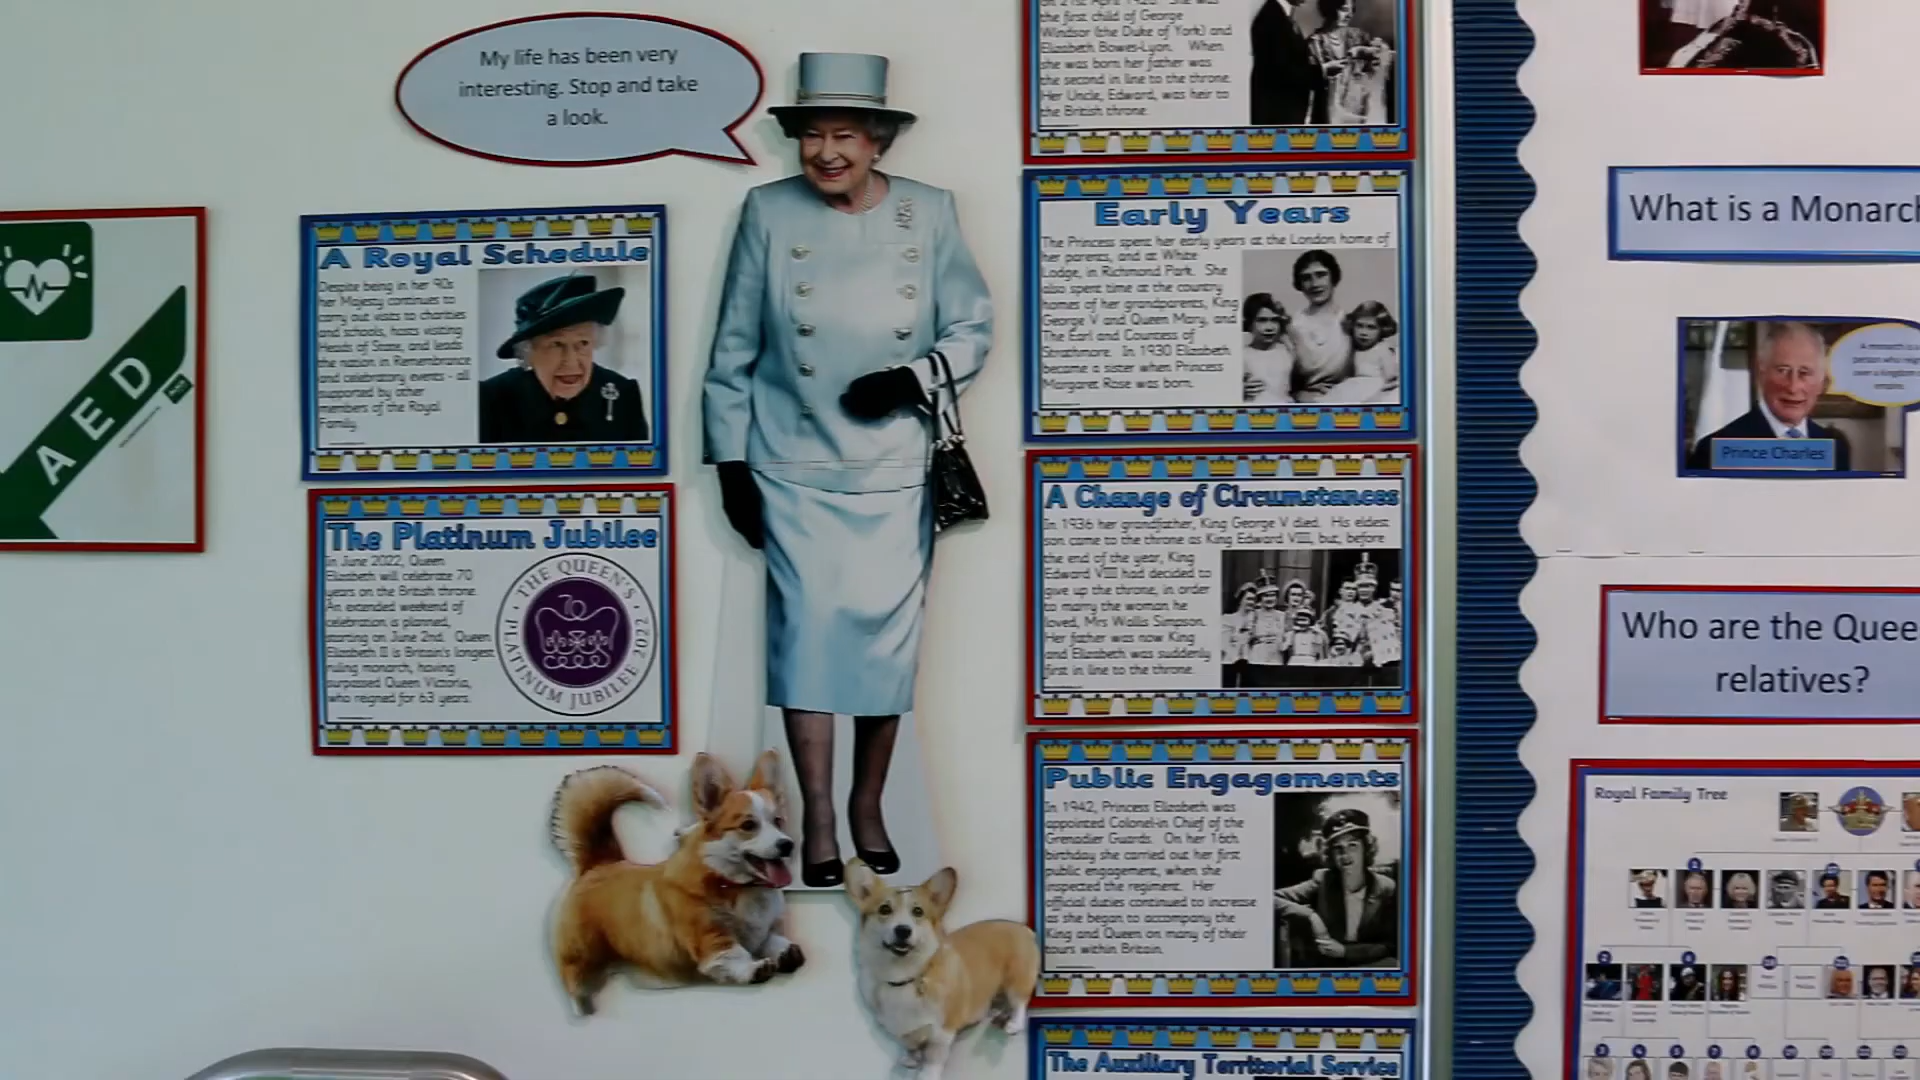 My life has been very
interesting. Stop and take
a look.
AED
A Royal Schedule
Despite being in her 90s
her Majesty continues to
carry out visits to charities
and schools, hosts visiting
Heads of State, and leads
the nation in Remembrance
and celebratory events - all
supported by other
members of the Royal
Family.
The Platinum Jubilee
In June 2022, Queen
Elizabeth will celebrate 70
years on the British throne.
An extended weekend of
celebration is planned,
starting on June 2nd. Queen
Elizabeth II is Britain's longest
ruling monarch, having
surpassed Queen Victoria,
who reigned for 63 years.
THE QUEEN'S
PLATINUM JUBILEE 2022
70
the first child of George
Windsor (the Duke of York) and
Elizabeth Bowes-Lyon. When
she was born her father was
the second in line to the throne.
Her Uncle, Edward, was heir to
the British throne.
Early Years
The Princess spent her early years at the London home of
her parents, and at White
Lodge, in Richmond Park. She
also spent time at the country
homes of her grandparents, King
George V and Queen Mary, and
The Earl and Countess of
Strathmore. In 1930 Elizabeth
became a sister when Princess
Margaret Rose was born.
A Change of Circumstances
In 1936 her grandfather, King George V died. His eldest
son came to the throne as King Edward VIII, but, before
the end of the year, King
Edward VIII had decided to
give up the throne, in order
to marry the woman he
loved, Mrs Wallis Simpson.
Her father was now King
and Elizabeth was suddenly
first in line to the throne.
Public Engagements
In 1942, Princess Elizabeth was
appointed Colonel-in Chief of the
Grenadier Guards. On her 16th
birthday she carried out her first
public engagement, when she
inspected the regiment. Her
official duties continued to increase
as she began to accompany the
King and Queen on many of their
tours within Britain.
The Auxiliary Territorial Service
What is a Monarch
Prince Charles
Who are the Quee
relatives?
Royal Family Tree